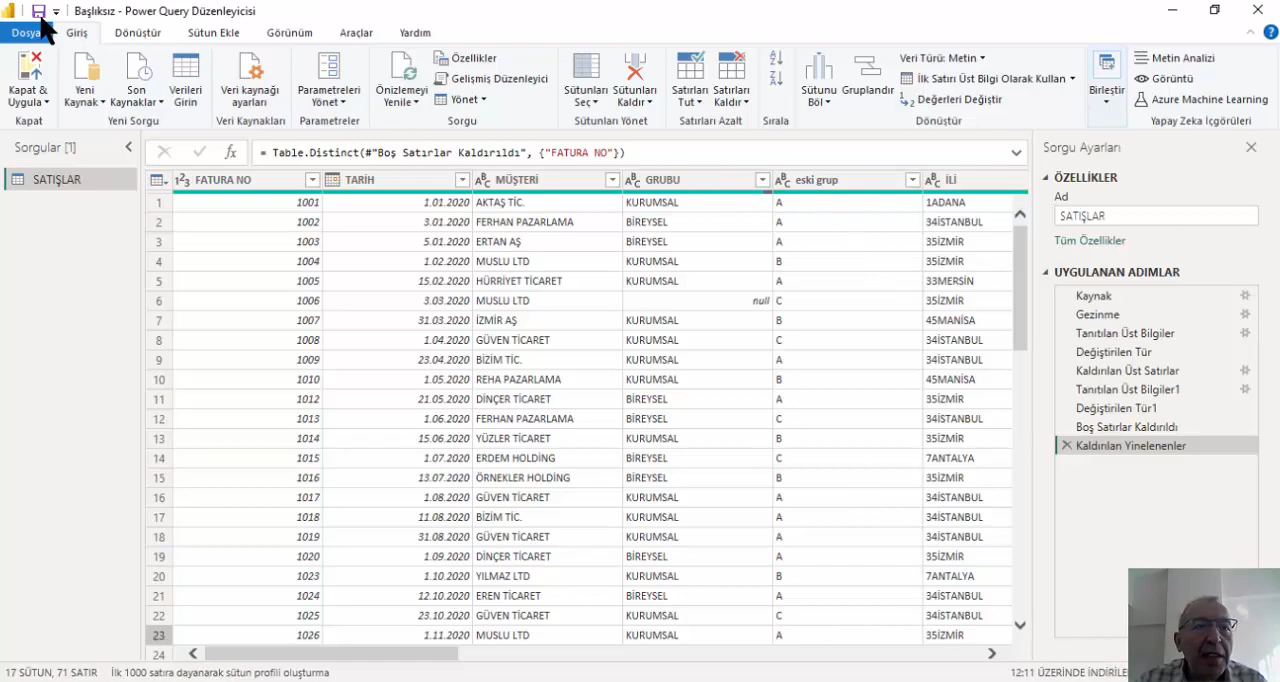 Başlıksız - Power Query Düzenleyicisi
Dosya Giriş Dönüştür Sütun Ekle Görünüm Araçlar Yardım
Kapat & Uygula
Yeni Kaynak
Son Kaynaklar
Verileri Girin
Veri kaynağı ayarları
Parametreleri Yönet
Önizlemeyi Yenile
Özellikler
Gelişmiş Düzenleyici
Yönet
Sütunları Seç
Sütunları Kaldır
Satırları Tut
Satırları Kaldır
Sütunu Böl
Gruplandır
Veri Türü: Metin
İlk Satırı Üst Bilgi Olarak Kullan
Değerleri Değiştir
Birleştir
Metin Analizi
Görüntü
Azure Machine Learning
Kapat Yeni Sorgu Veri Kaynakları Parametreler Sorgu Sütunları Yönet Satırları Azalt Sırala Dönüştür Yapay Zeka İçgörüleri
Sorgular [1]
SATIŞLAR
fx = Table.Distinct(#"Boş Satırlar Kaldırıldı", {"FATURA NO"})
123 FATURA NO TARİH ABC MÜŞTERİ ABC GRUBU ABC eski grup ABC İLİ
1 1001 1.01.2020 AKTAŞ TİC. KURUMSAL A 1ADANA
2 1002 3.01.2020 FERHAN PAZARLAMA BİREYSEL A 34İSTANBUL
3 1003 5.01.2020 ERTAN AŞ BİREYSEL A 35İZMİR
4 1004 1.02.2020 MUSLU LTD KURUMSAL B 35İZMİR
5 1005 15.02.2020 HÜRRİYET TİCARET KURUMSAL A 33MERSİN
6 1006 3.03.2020 MUSLU LTD null C 35İZMİR
7 1007 31.03.2020 İZMİR AŞ KURUMSAL B 45MANİSA
8 1008 1.04.2020 GÜVEN TİCARET KURUMSAL C 34İSTANBUL
9 1009 23.04.2020 BİZİM TİC. KURUMSAL A 34İSTANBUL
10 1010 1.05.2020 REHA PAZARLAMA KURUMSAL B 45MANİSA
11 1012 21.05.2020 DİNÇER TİCARET BİREYSEL A 35İZMİR
12 1013 1.06.2020 FERHAN PAZARLAMA BİREYSEL C 34İSTANBUL
13 1014 15.06.2020 YÜZLER TİCARET KURUMSAL B 35İZMİR
14 1015 1.07.2020 ERDEM HOLDİNG BİREYSEL C 7ANTALYA
15 1016 13.07.2020 ÖRNEKLER HOLDİNG BİREYSEL B 35İZMİR
16 1017 1.08.2020 GÜVEN TİCARET KURUMSAL A 34İSTANBUL
17 1018 11.08.2020 BİZİM TİC. KURUMSAL A 34İSTANBUL
18 1019 31.08.2020 GÜVEN TİCARET KURUMSAL A 34İSTANBUL
19 1020 1.09.2020 DİNÇER TİCARET BİREYSEL A 35İZMİR
20 1023 1.10.2020 YILMAZ LTD KURUMSAL B 7ANTALYA
21 1024 12.10.2020 EREN TİCARET BİREYSEL A 34İSTANBUL
22 1025 23.10.2020 GÜVEN TİCARET KURUMSAL C 34İSTANBUL
23 1026 1.11.2020 MUSLU LTD KURUMSAL A 35İZMİR
24
Sorgu Ayarları
ÖZELLİKLER
Ad
SATIŞLAR
Tüm Özellikler
UYGULANAN ADIMLAR
Kaynak
Gezinme
Tanıtılan Üst Bilgiler
Değiştirilen Tür
Kaldırılan Üst Satırlar
Tanıtılan Üst Bilgiler1
Değiştirilen Tür1
Boş Satırlar Kaldırıldı
Kaldırılan Yinelenenler
17 SÜTUN, 71 SATIR İlk 1000 satıra dayanarak sütun profili oluşturma 12:11 ÜZERİNDE